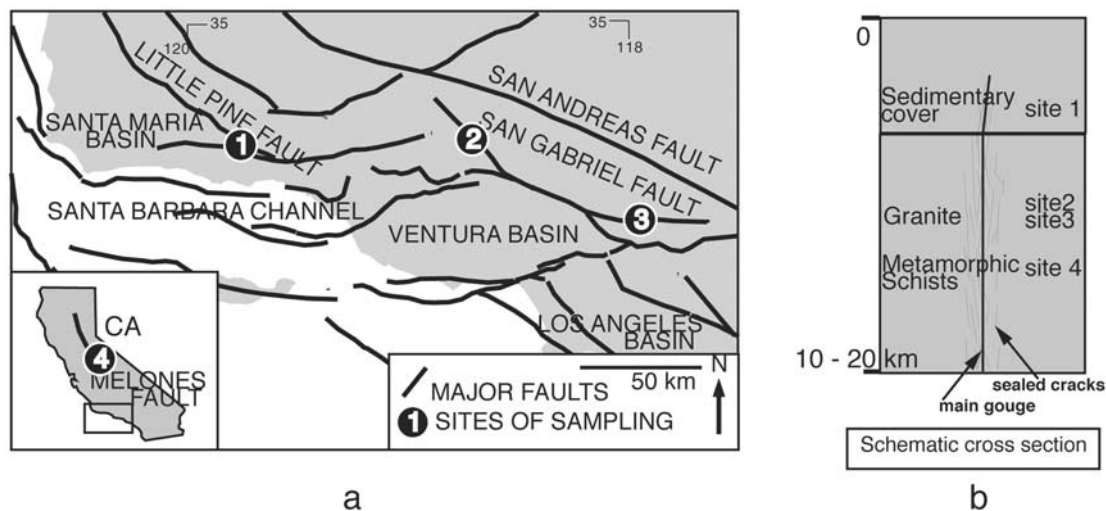 35
120
35
118
LITTLE PINE FAULT
SAN ANDREAS FAULT
SANTA MARIA
BASIN
1
2
SAN GABRIEL FAULT
3
SANTA BARBARA CHANNEL
VENTURA BASIN
LOS ANGELES
BASIN
CA
4
MELONES
FAULT
50 km
N
MAJOR FAULTS
1 SITES OF SAMPLING
a
0
Sedimentary
cover
site 1
Granite
site2
site3
Metamorphic
Schists
site 4
10 - 20 km
sealed cracks
main gouge
Schematic cross section
b